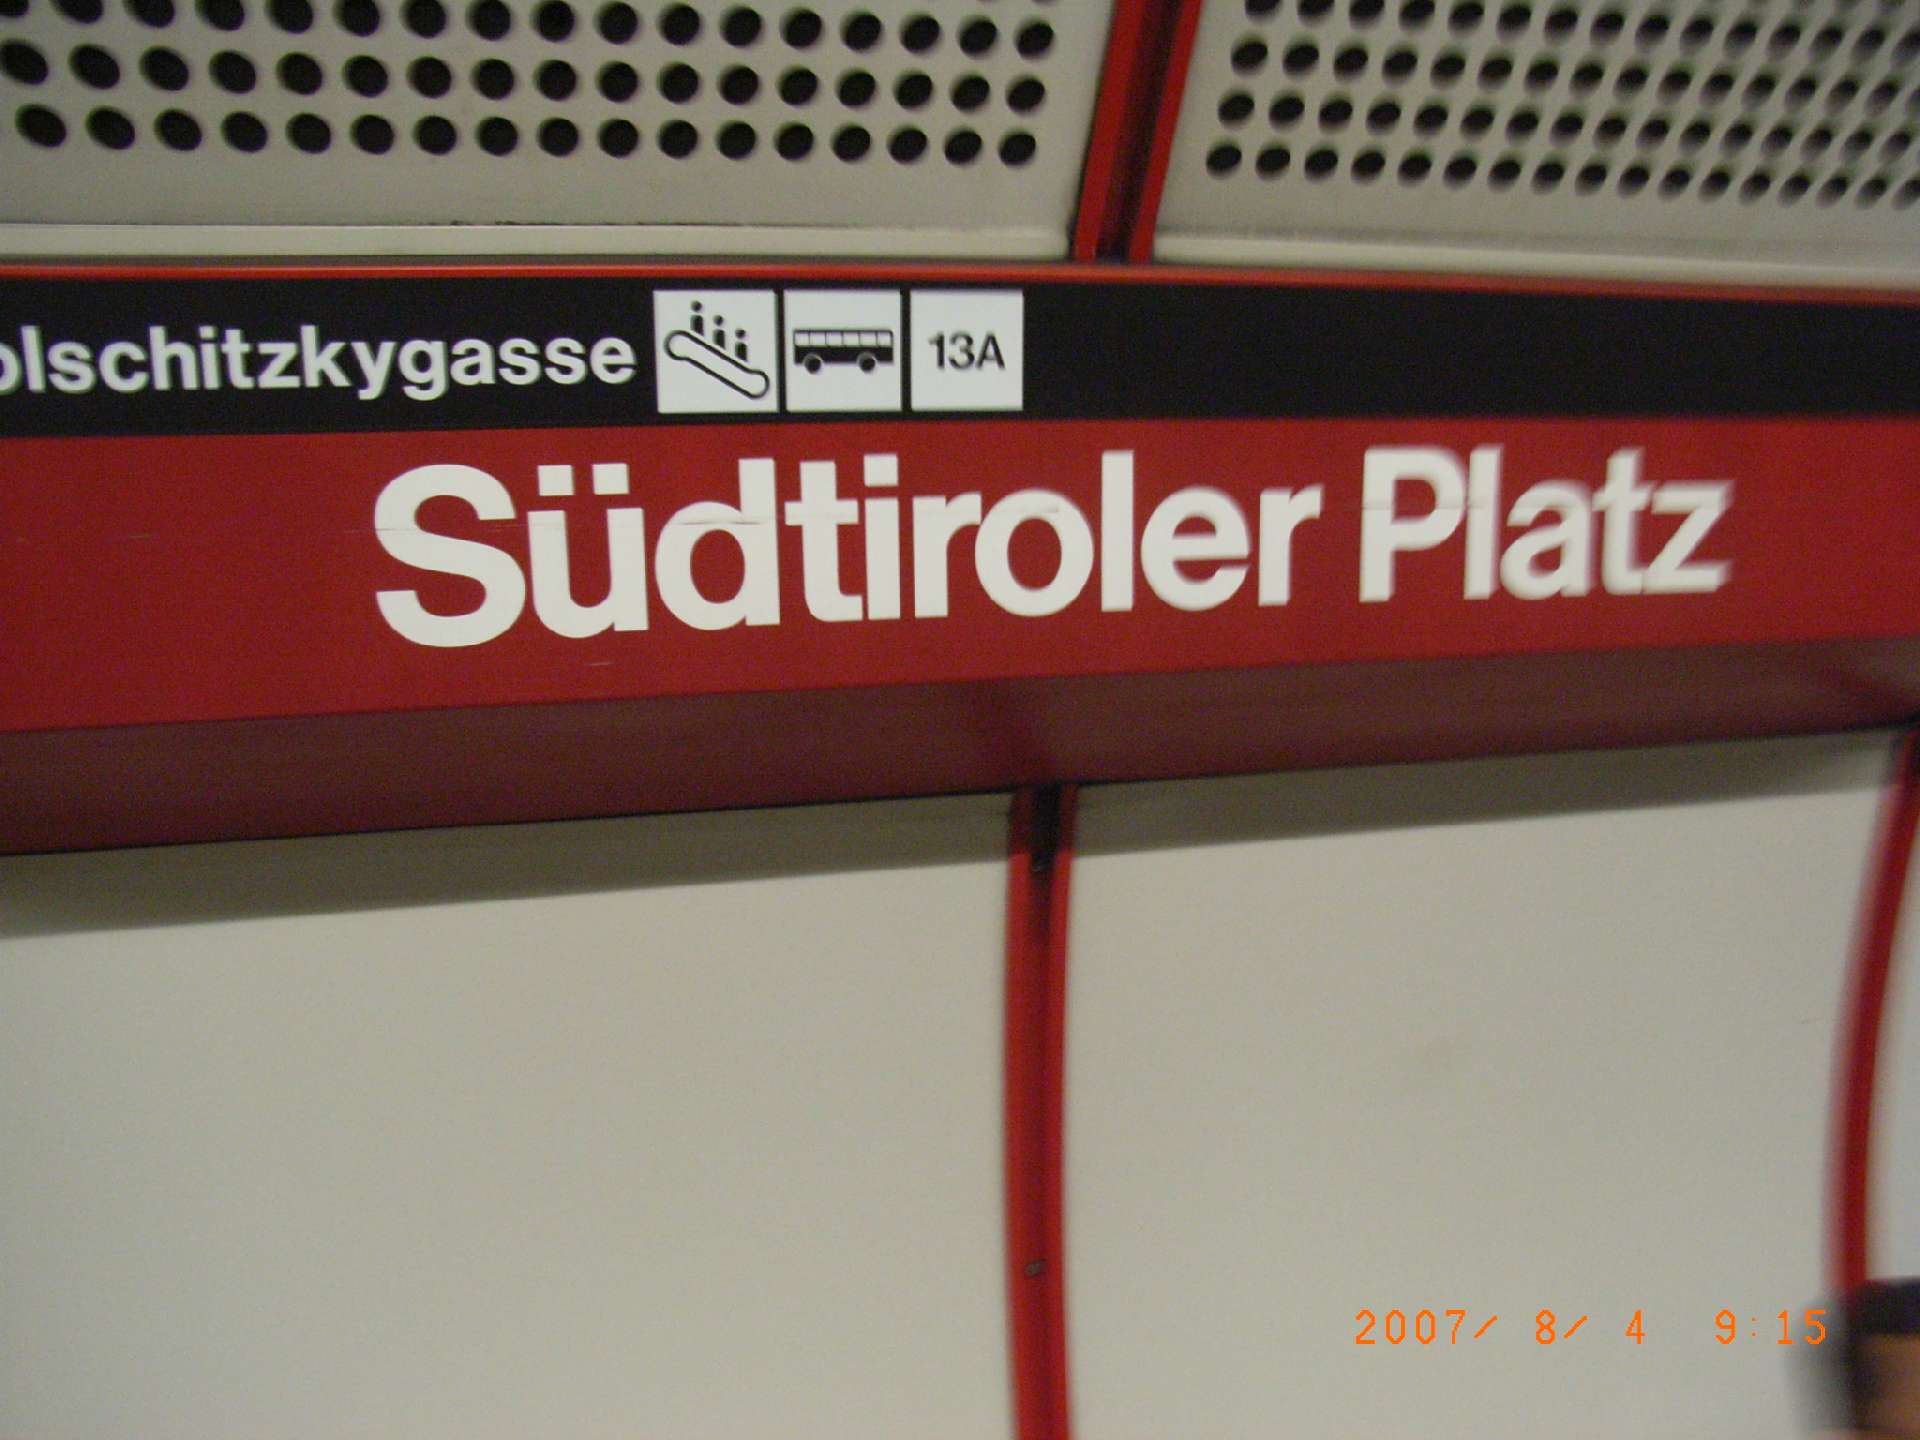 olschitzkygasse 13A
Südtiroler Platz
2007/ 8/ 4 9:15